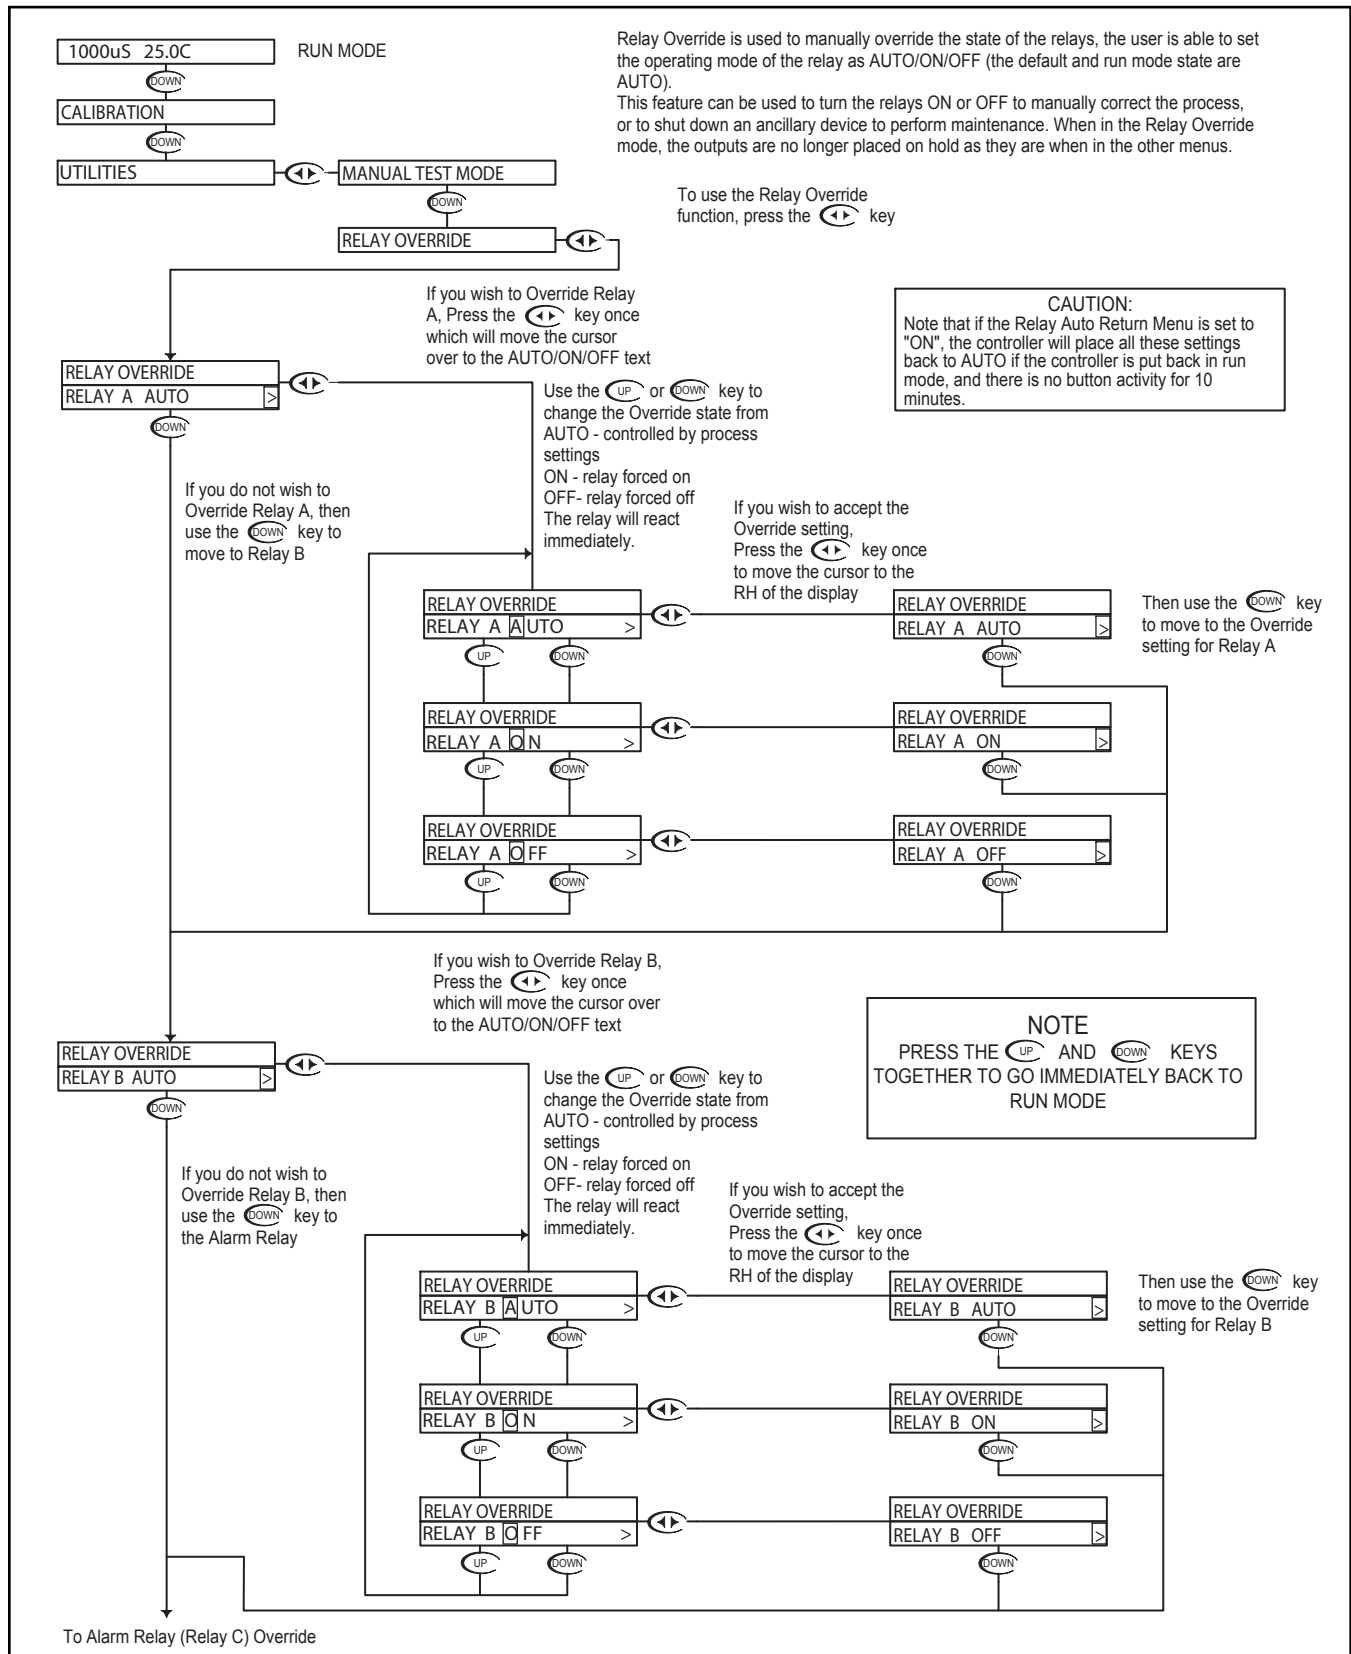 1000uS 25.0C
RUN MODE
DOWN
CALIBRATION
DOWN
UTILITIES
MANUAL TEST MODE
DOWN
RELAY OVERRIDE
Relay Override is used to manually override the state of the relays, the user is able to set
the operating mode of the relay as AUTO/ON/OFF (the default and run mode state are
AUTO).
This feature can be used to turn the relays ON or OFF to manually correct the process,
or to shut down an ancillary device to perform maintenance. When in the Relay Override
mode, the outputs are no longer placed on hold as they are when in the other menus.
To use the Relay Override
function, press the key
If you wish to Override Relay
A, Press the key once
which will move the cursor
over to the AUTO/ON/OFF text
CAUTION:
Note that if the Relay Auto Return Menu is set to
"ON", the controller will place all these settings
back to AUTO if the controller is put back in run
mode, and there is no button activity for 10
minutes.
RELAY OVERRIDE
RELAY A AUTO >
DOWN
Use the UP or DOWN key to
change the Override state from
AUTO - controlled by process
settings
ON - relay forced on
OFF- relay forced off
The relay will react
immediately.
If you do not wish to
Override Relay A, then
use the DOWN key to
move to Relay B
If you wish to accept the
Override setting,
Press the key once
to move the cursor to the
RH of the display
RELAY OVERRIDE
RELAY A AUTO >
UP DOWN
RELAY OVERRIDE
RELAY A AUTO >
DOWN
Then use the DOWN key
to move to the Override
setting for Relay A
RELAY OVERRIDE
RELAY A ON >
UP DOWN
RELAY OVERRIDE
RELAY A ON >
DOWN
RELAY OVERRIDE
RELAY A OFF >
UP DOWN
RELAY OVERRIDE
RELAY A OFF >
DOWN
If you wish to Override Relay B,
Press the key once
which will move the cursor over
to the AUTO/ON/OFF text
NOTE
PRESS THE UP AND DOWN KEYS
TOGETHER TO GO IMMEDIATELY BACK TO
RUN MODE
RELAY OVERRIDE
RELAY B AUTO >
DOWN
Use the UP or DOWN key to
change the Override state from
AUTO - controlled by process
settings
ON - relay forced on
OFF- relay forced off
The relay will react
immediately.
If you do not wish to
Override Relay B, then
use the DOWN key to
the Alarm Relay
If you wish to accept the
Override setting,
Press the key once
to move the cursor to the
RH of the display
RELAY OVERRIDE
RELAY B AUTO >
UP DOWN
RELAY OVERRIDE
RELAY B AUTO >
DOWN
Then use the DOWN key
to move to the Override
setting for Relay B
RELAY OVERRIDE
RELAY B ON >
UP DOWN
RELAY OVERRIDE
RELAY B ON >
DOWN
RELAY OVERRIDE
RELAY B OFF >
UP DOWN
RELAY OVERRIDE
RELAY B OFF >
DOWN
To Alarm Relay (Relay C) Override